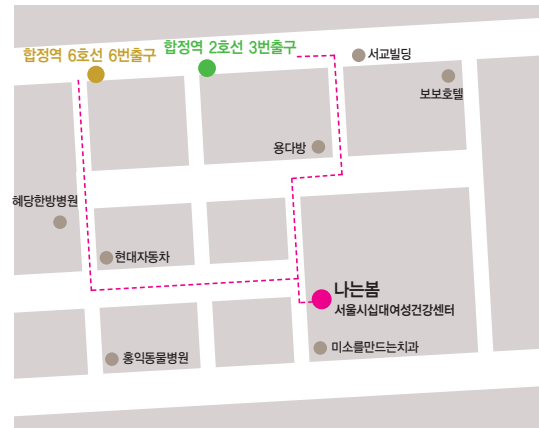 합정역 6호선 6번출구
합정역 2호선 3번출구
서교빌딩
보보호텔
용다방
혜당한방병원
현대자동차
나는봄
서울시십대여성건강센터
미소를만드는치과
홍익동물병원